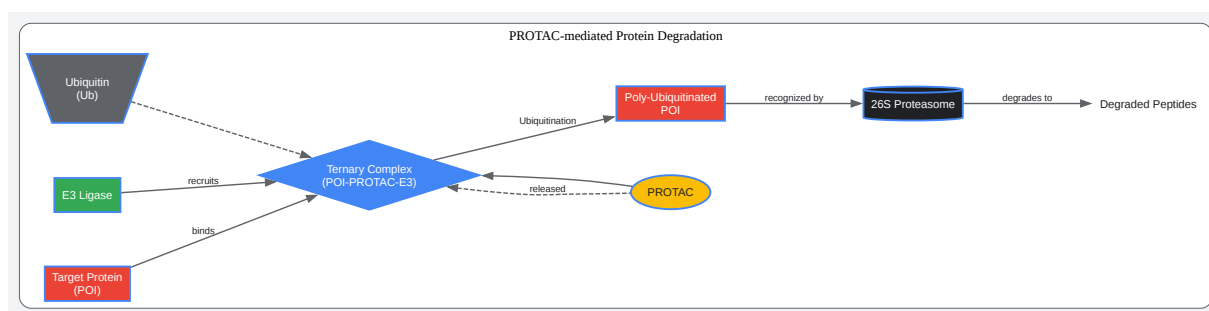 PROTAC-mediated Protein Degradation
Ubiquitin
(Ub)
Poly-Ubiquitinated
POI
recognized by
26S Proteasome
degrades to
Degraded Peptides
Ubiquitination
Ternary Complex
(POI-PROTAC-E3)
E3 Ligase
recruits
released
PROTAC
binds
Target Protein
(POI)